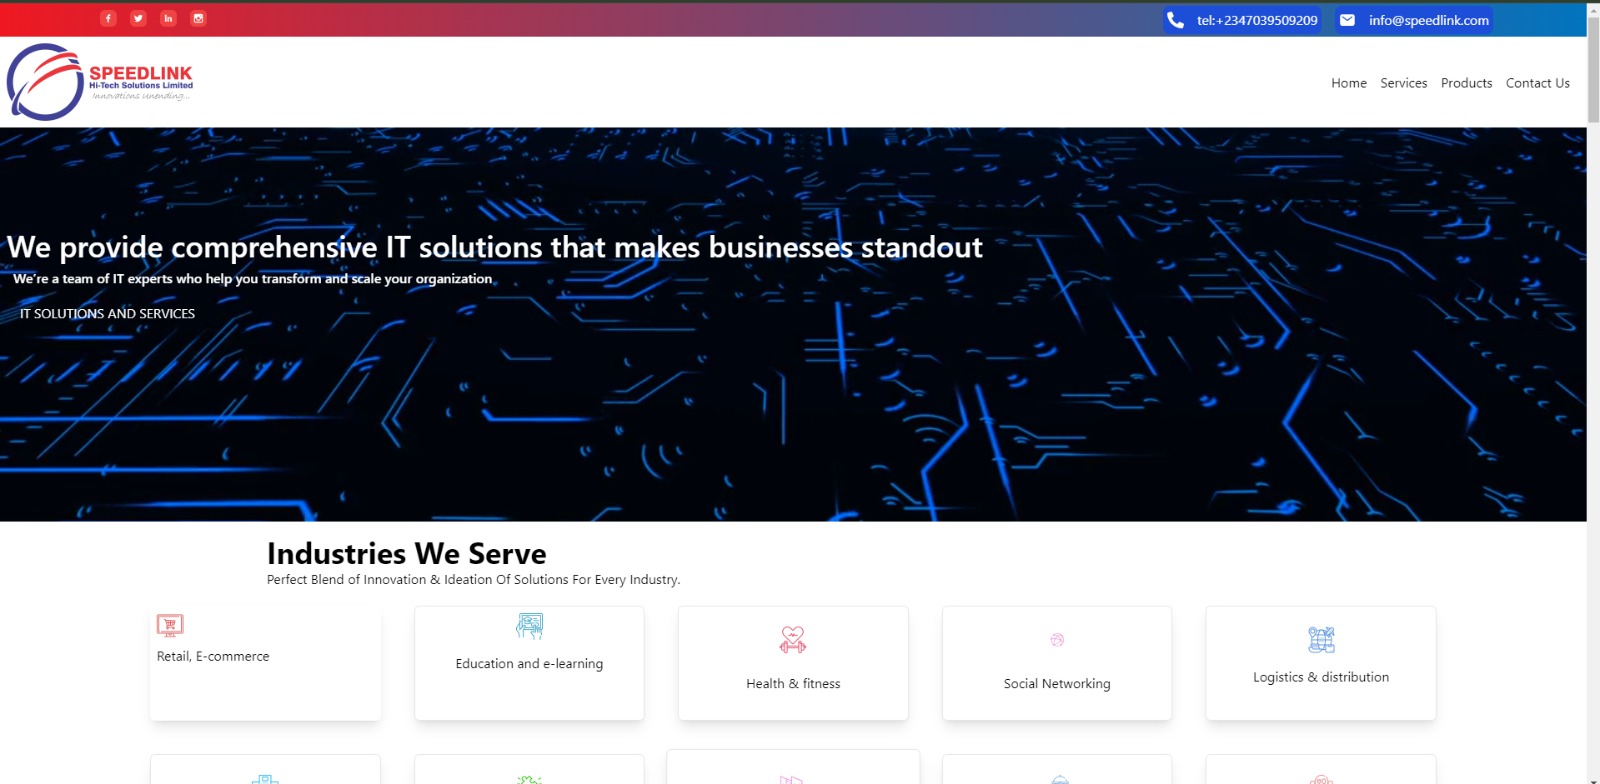 tel:+2347039509209 info@speedlink.com
SPEEDLINK
Hi-Tech Solutions Limited
Innovations Unending...
Home Services Products Contact Us
We provide comprehensive IT solutions that makes businesses standout
We're a team of IT experts who help you transform and scale your organization
IT SOLUTIONS AND SERVICES
Industries We Serve
Perfect Blend of Innovation & Ideation Of Solutions For Every Industry.
Retail, E-commerce
Education and e-learning
Health & fitness
Social Networking
Logistics & distribution